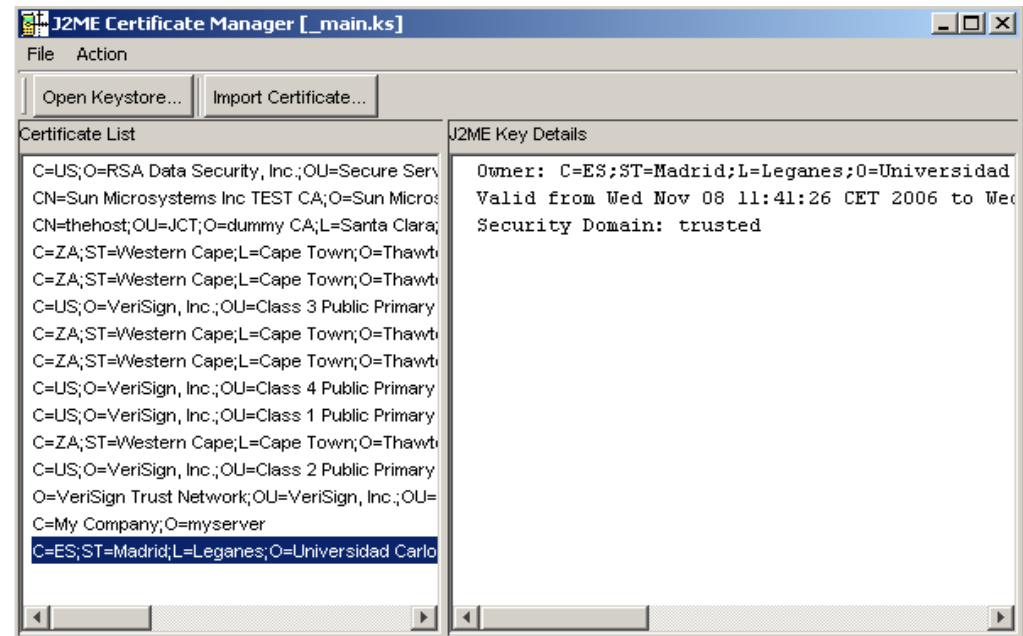 J2ME Certificate Manager [_main.ks]
File Action
Open Keystore... Import Certificate...
Certificate List
C=US;O=RSA Data Security, Inc.;OU=Secure Serv
CN=Sun Microsystems Inc TEST CA;O=Sun Micros
CN=thehost;OU=JCT;O=dummy CA;L=Santa Clara;
C=ZA;ST=Western Cape;L=Cape Town;O=Thawt
C=ZA;ST=Western Cape;L=Cape Town;O=Thawt
C=US;O=VeriSign, Inc.;OU=Class 3 Public Primary
C=ZA;ST=Western Cape;L=Cape Town;O=Thawt
C=ZA;ST=Western Cape;L=Cape Town;O=Thawt
C=US;O=VeriSign, Inc.;OU=Class 4 Public Primary
C=US;O=VeriSign, Inc.;OU=Class 1 Public Primary
C=ZA;ST=Western Cape;L=Cape Town;O=Thawt
C=US;O=VeriSign, Inc.;OU=Class 2 Public Primary
O=VeriSign Trust Network;OU=VeriSign, Inc.;OU=
C=My Company;O=myserver
C=ES;ST=Madrid;L=Leganes;O=Universidad Carlo
J2ME Key Details
Owner: C=ES;ST=Madrid;L=Leganes;O=Universidad
Valid from Wed Nov 08 11:41:26 CET 2006 to Wed
Security Domain: trusted